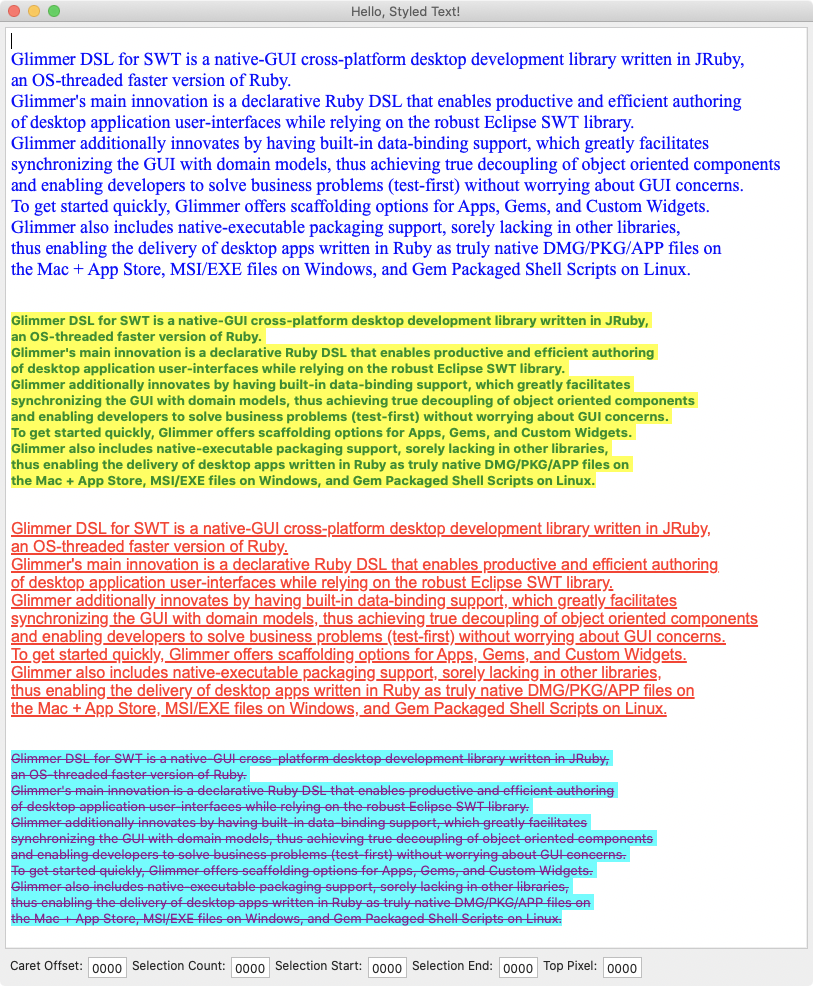 Hello, Styled Text!
Glimmer DSL for SWT is a native-GUI cross-platform desktop development library written in JRuby,
an OS-threaded faster version of Ruby.
Glimmer's main innovation is a declarative Ruby DSL that enables productive and efficient authoring
of desktop application user-interfaces while relying on the robust Eclipse SWT library.
Glimmer additionally innovates by having built-in data-binding support, which greatly facilitates
synchronizing the GUI with domain models, thus achieving true decoupling of object oriented components
and enabling developers to solve business problems (test-first) without worrying about GUI concerns.
To get started quickly, Glimmer offers scaffolding options for Apps, Gems, and Custom Widgets.
Glimmer also includes native-executable packaging support, sorely lacking in other libraries,
thus enabling the delivery of desktop apps written in Ruby as truly native DMG/PKG/APP files on
the Mac + App Store, MSI/EXE files on Windows, and Gem Packaged Shell Scripts on Linux.
Glimmer DSL for SWT is a native-GUI cross-platform desktop development library written in JRuby,
an OS-threaded faster version of Ruby.
Glimmer's main innovation is a declarative Ruby DSL that enables productive and efficient authoring
of desktop application user-interfaces while relying on the robust Eclipse SWT library.
Glimmer additionally innovates by having built-in data-binding support, which greatly facilitates
synchronizing the GUI with domain models, thus achieving true decoupling of object oriented components
and enabling developers to solve business problems (test-first) without worrying about GUI concerns.
To get started quickly, Glimmer offers scaffolding options for Apps, Gems, and Custom Widgets.
Glimmer also includes native-executable packaging support, sorely lacking in other libraries,
thus enabling the delivery of desktop apps written in Ruby as truly native DMG/PKG/APP files on
the Mac + App Store, MSI/EXE files on Windows, and Gem Packaged Shell Scripts on Linux.
Glimmer DSL for SWT is a native-GUI cross-platform desktop development library written in JRuby,
an OS-threaded faster version of Ruby.
Glimmer's main innovation is a declarative Ruby DSL that enables productive and efficient authoring
of desktop application user-interfaces while relying on the robust Eclipse SWT library.
Glimmer additionally innovates by having built-in data-binding support, which greatly facilitates
synchronizing the GUI with domain models, thus achieving true decoupling of object oriented components
and enabling developers to solve business problems (test-first) without worrying about GUI concerns.
To get started quickly, Glimmer offers scaffolding options for Apps, Gems, and Custom Widgets.
Glimmer also includes native-executable packaging support, sorely lacking in other libraries,
thus enabling the delivery of desktop apps written in Ruby as truly native DMG/PKG/APP files on
the Mac + App Store, MSI/EXE files on Windows, and Gem Packaged Shell Scripts on Linux.
Glimmer DSL for SWT is a native-GUI cross-platform desktop development library written in JRuby,
an OS-threaded faster version of Ruby.
Glimmer's main innovation is a declarative Ruby DSL that enables productive and efficient authoring
of desktop application user-interfaces while relying on the robust Eclipse SWT library.
Glimmer additionally innovates by having built-in data-binding support, which greatly facilitates
synchronizing the GUI with domain models, thus achieving true decoupling of object oriented components
and enabling developers to solve business problems (test-first) without worrying about GUI concerns.
To get started quickly, Glimmer offers scaffolding options for Apps, Gems, and Custom Widgets.
Glimmer also includes native-executable packaging support, sorely lacking in other libraries,
thus enabling the delivery of desktop apps written in Ruby as truly native DMG/PKG/APP files on
the Mac + App Store, MSI/EXE files on Windows, and Gem Packaged Shell Scripts on Linux.
Caret Offset: 0000 Selection Count: 0000 Selection Start: 0000 Selection End: 0000 Top Pixel: 0000